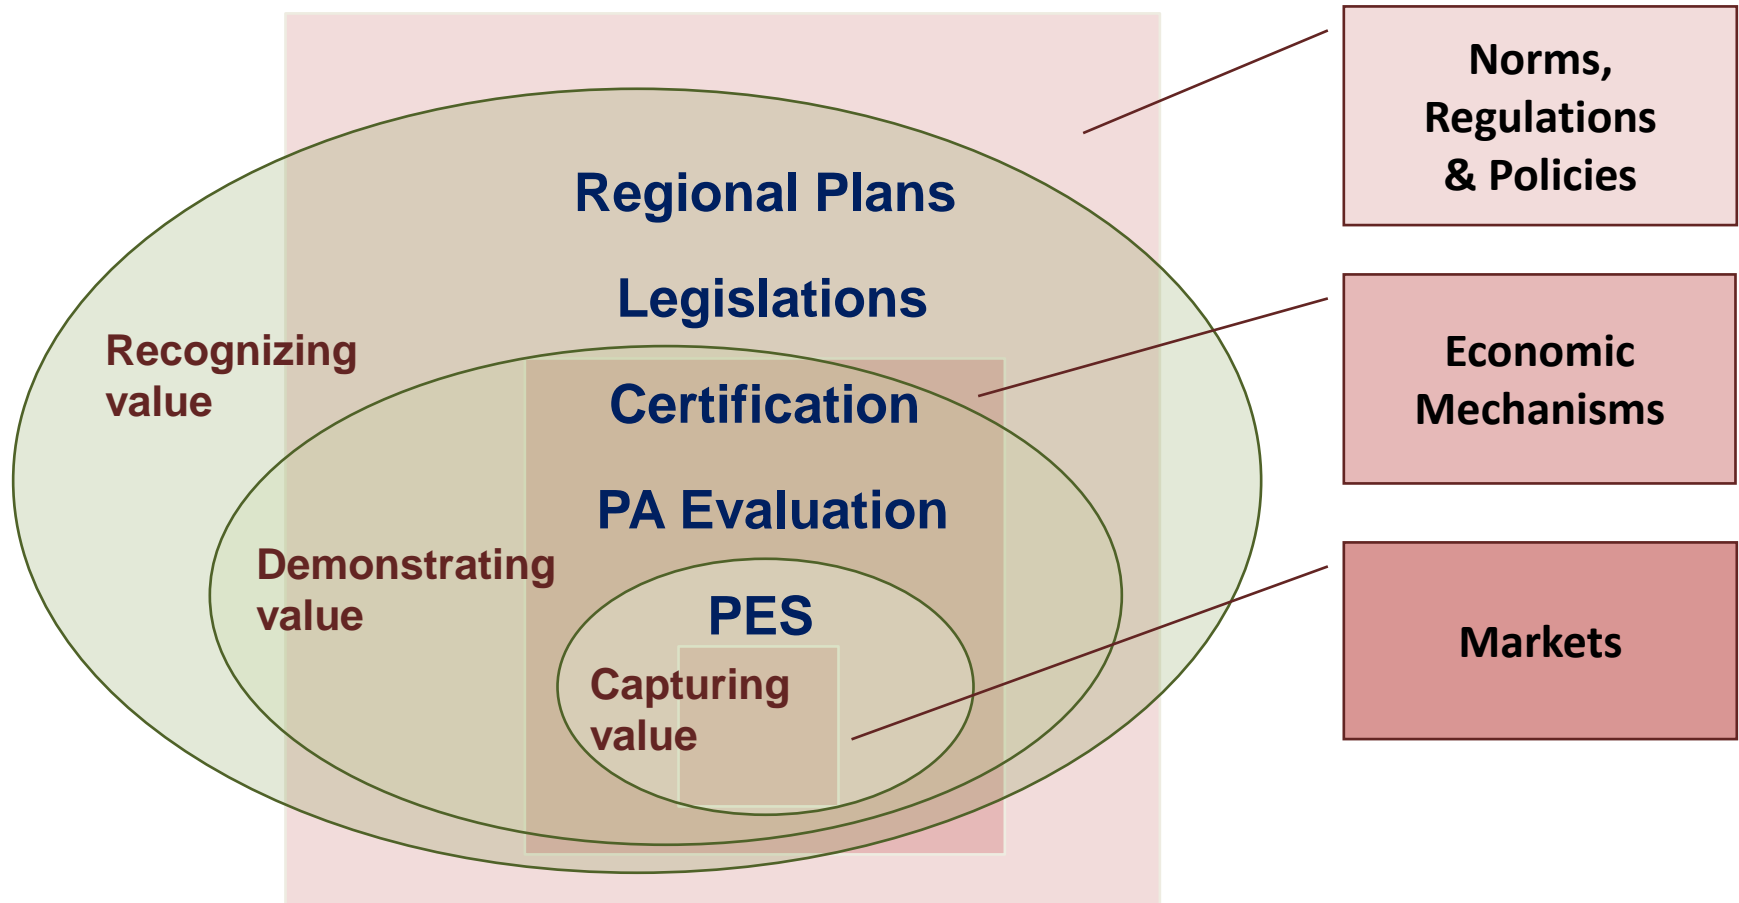 Regional Plans
Legislations
Recognizing
value
Certification
PA Evaluation
Demonstrating
value
PES
Capturing
value
Norms,
Regulations
& Policies
Economic
Mechanisms
Markets